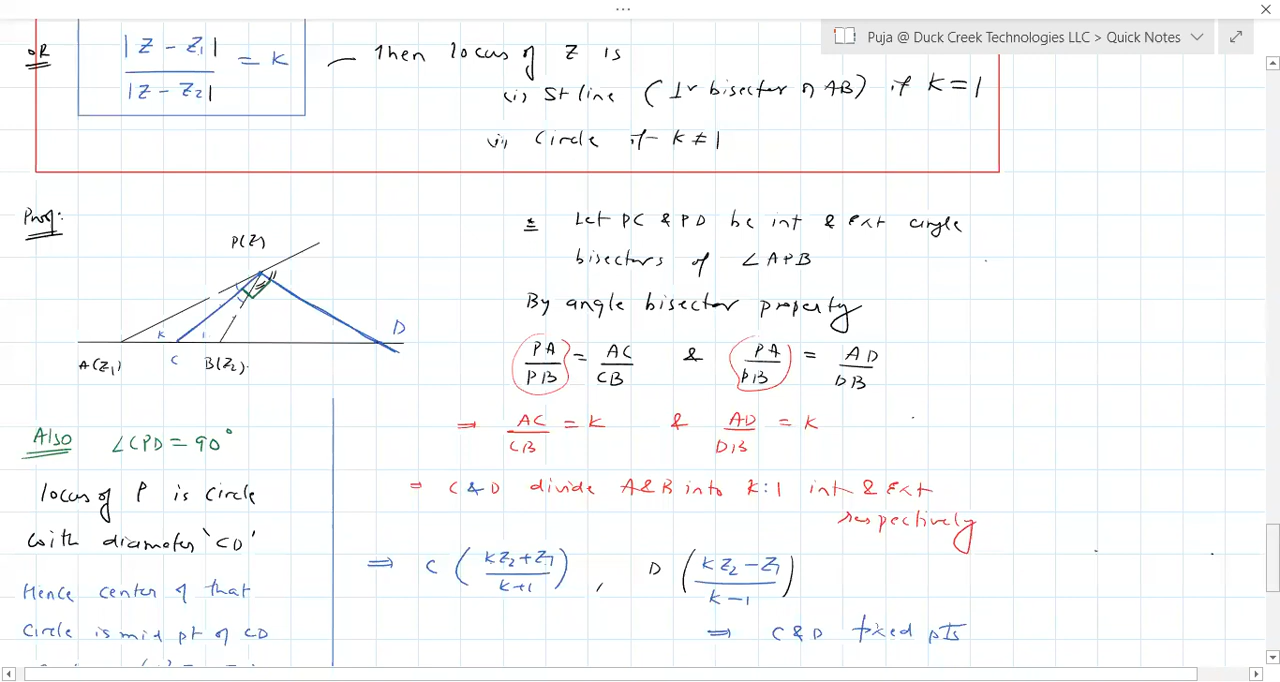 ...
Puja @ Duck Creek Technologies LLC > Quick Notes
OR
|Z - Z₁| / |Z - Z₂| = K
Then locus of Z is
(i) St line (⊥r bisector of AB) if K = 1
(ii) Circle if K ≠ 1
Proof:
P(Z)
K
1
A(Z₁)
C
B(Z₂)
D
Let PC & PD be int & Ext angle
bisectors of ∠APB
By angle bisector property
PA/PB = AC/CB & PA/PB = AD/DB
⇒ AC/CB = K & AD/DB = K
⇒ C & D divide A&B into K:1 int & Ext
respectively
⇒ C ( (KZ₂+Z₁)/(K+1) ) , D ( (KZ₂-Z₁)/(K-1) )
⇒ C & D fixed pts
Also ∠CPD = 90°
locus of P is circle
with diameter 'CD'
Hence center of that
Circle is mid pt of CD